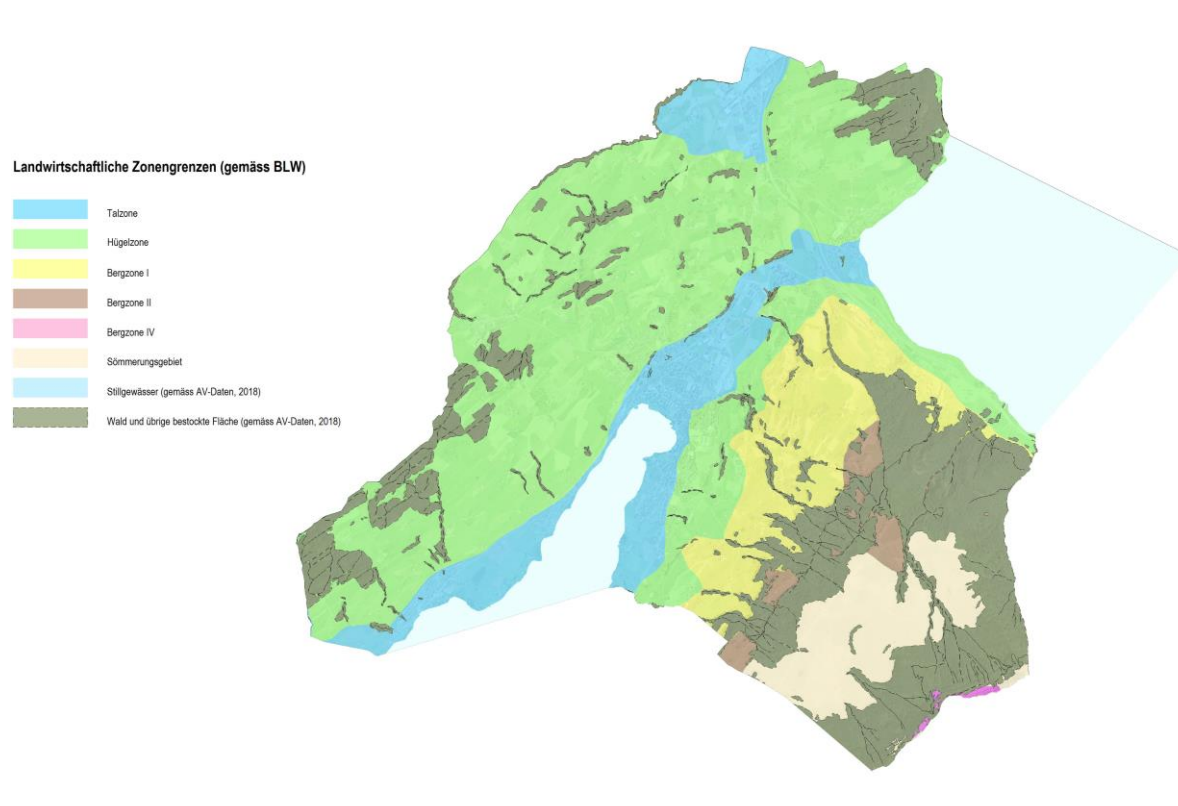 Landwirtschaftliche Zonengrenzen (gemäss BLW)
Talzone
Hügelzone
Bergzone I
Bergzone II
Bergzone IV
Sömmerungsgebiet
Stillgewässer (gemäss AV-Daten, 2018)
Wald und übrige bestockte Fläche (gemäss AV-Daten, 2018)